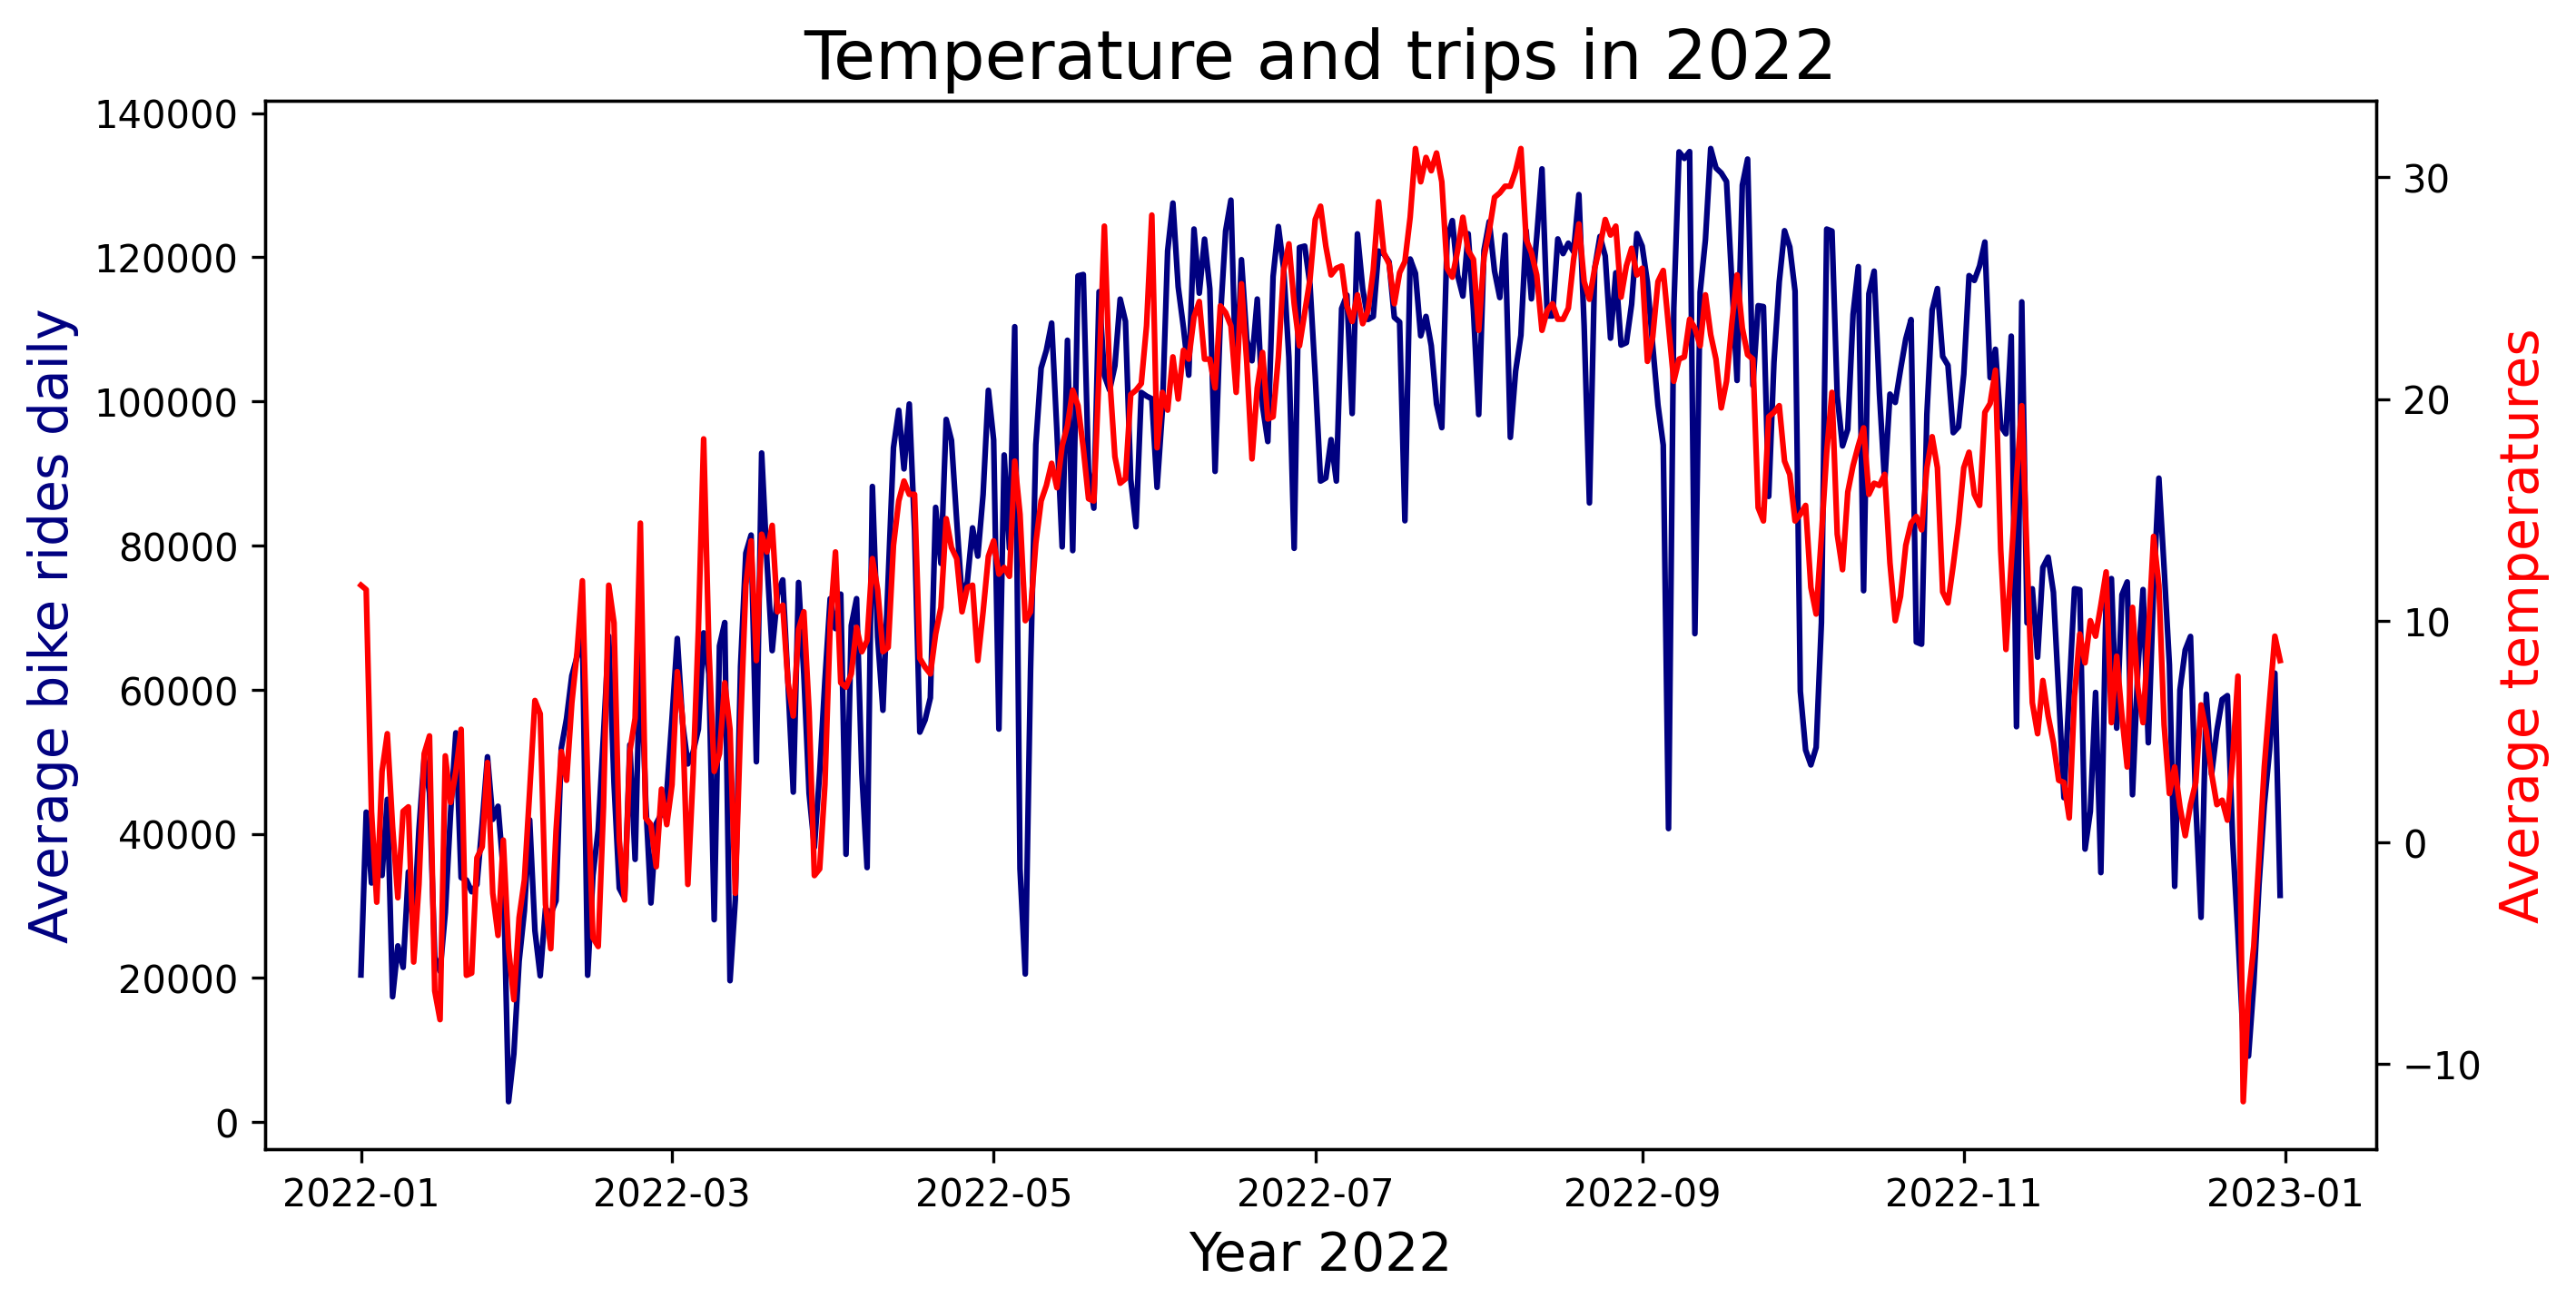 Temperature and trips in 2022
Average bike rides daily
140000
120000
100000
80000
60000
40000
20000
0
30
20
10
0
−10
Average temperatures
2022-01 2022-03 2022-05 2022-07 2022-09 2022-11 2023-01
Year 2022